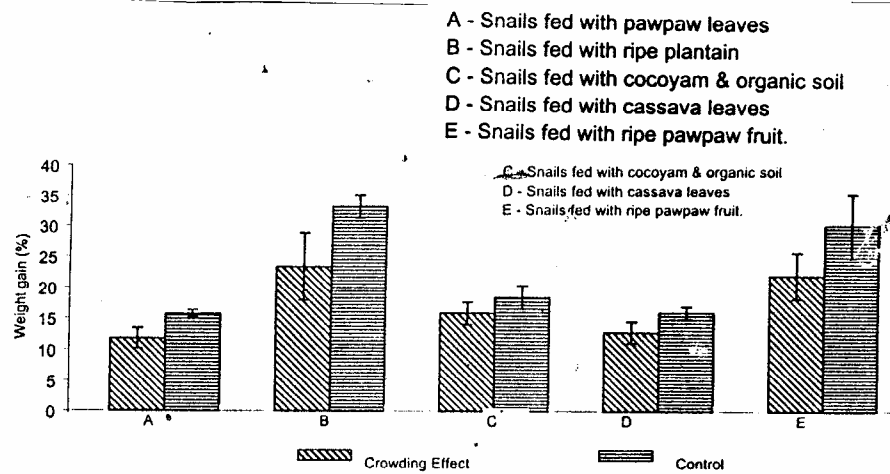 A - Snails fed with pawpaw leaves
B - Snails fed with ripe plantain
C - Snails fed with cocoyam & organic soil
D - Snails fed with cassava leaves
E - Snails fed with ripe pawpaw fruit.
C - Snails fed with cocoyam & organic soil
D - Snails fed with cassava leaves
E - Snails fed with ripe pawpaw fruit.
Weight gain (%)
40
35
30
25
20
15
10
5
0
A B C D E
Crowding Effect Control